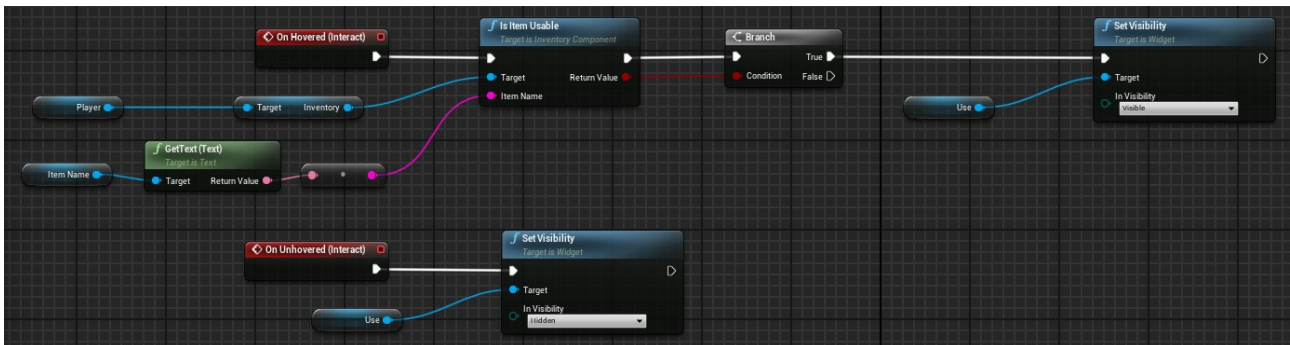 On Hovered (Interact)
f Is Item Usable
Target is Inventory Component
Target
Return Value
Item Name
Branch
True
Condition
False
f Set Visibility
Target is Widget
Target
In Visibility
Visible
Use
Player
Target
Inventory
f GetText (Text)
Target is Text
Target
Return Value
Item Name
On Unhovered (Interact)
f Set Visibility
Target is Widget
Target
In Visibility
Hidden
Use